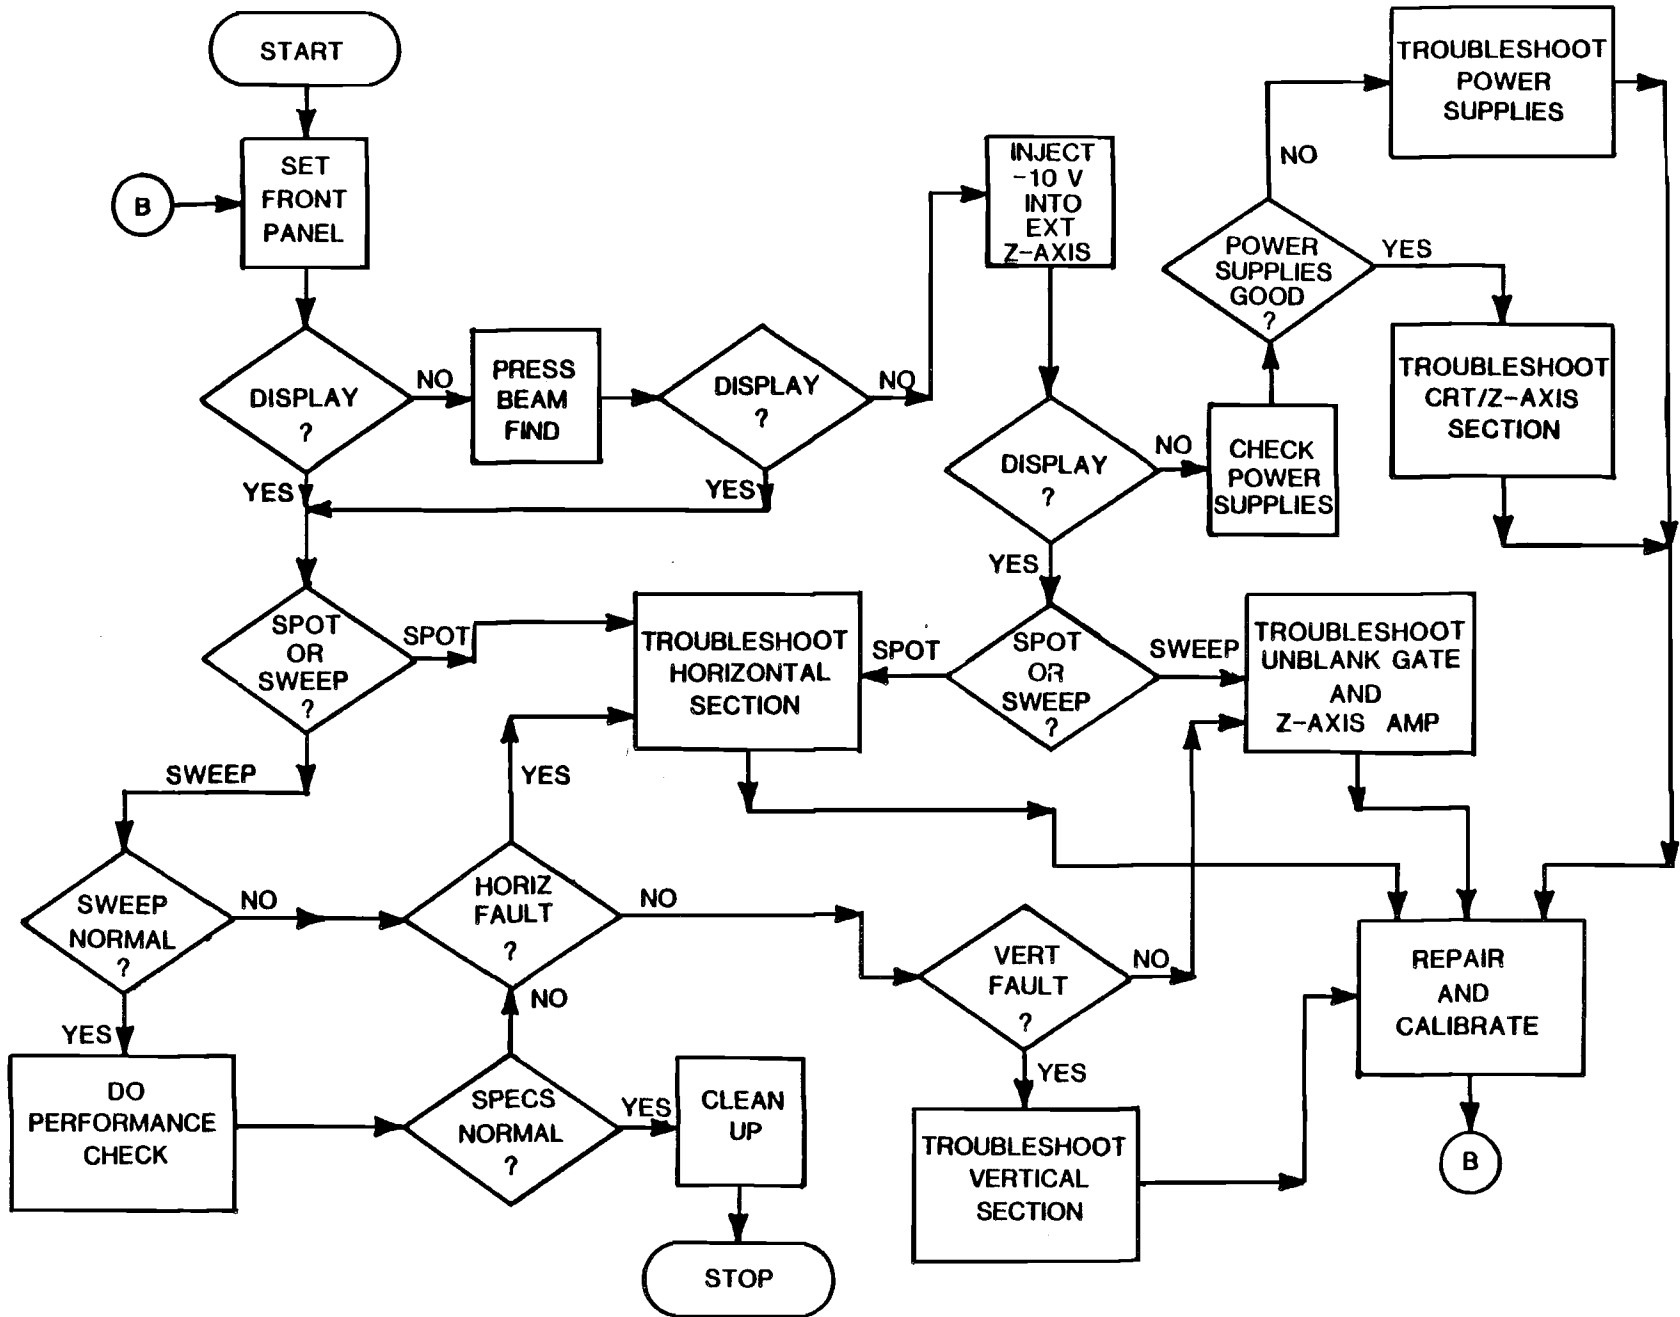 START
SET
FRONT
PANEL
B
DISPLAY
?
NO
YES
PRESS
BEAM
FIND
DISPLAY
?
NO
YES
INJECT
-10 V
INTO
EXT
Z-AXIS
DISPLAY
?
NO
YES
CHECK
POWER
SUPPLIES
POWER
SUPPLIES
GOOD
?
NO
YES
TROUBLESHOOT
POWER
SUPPLIES
TROUBLESHOOT
CRT/Z-AXIS
SECTION
SPOT
OR
SWEEP
?
SPOT
SWEEP
TROUBLESHOOT
HORIZONTAL
SECTION
SPOT
OR
SWEEP
?
SPOT
SWEEP
TROUBLESHOOT
UNBLANK GATE
AND
Z-AXIS AMP
SWEEP
NORMAL
?
NO
YES
HORIZ
FAULT
?
YES
NO
VERT
FAULT
?
NO
YES
REPAIR
AND
CALIBRATE
B
DO
PERFORMANCE
CHECK
SPECS
NORMAL
?
NO
YES
CLEAN
UP
STOP
TROUBLESHOOT
VERTICAL
SECTION